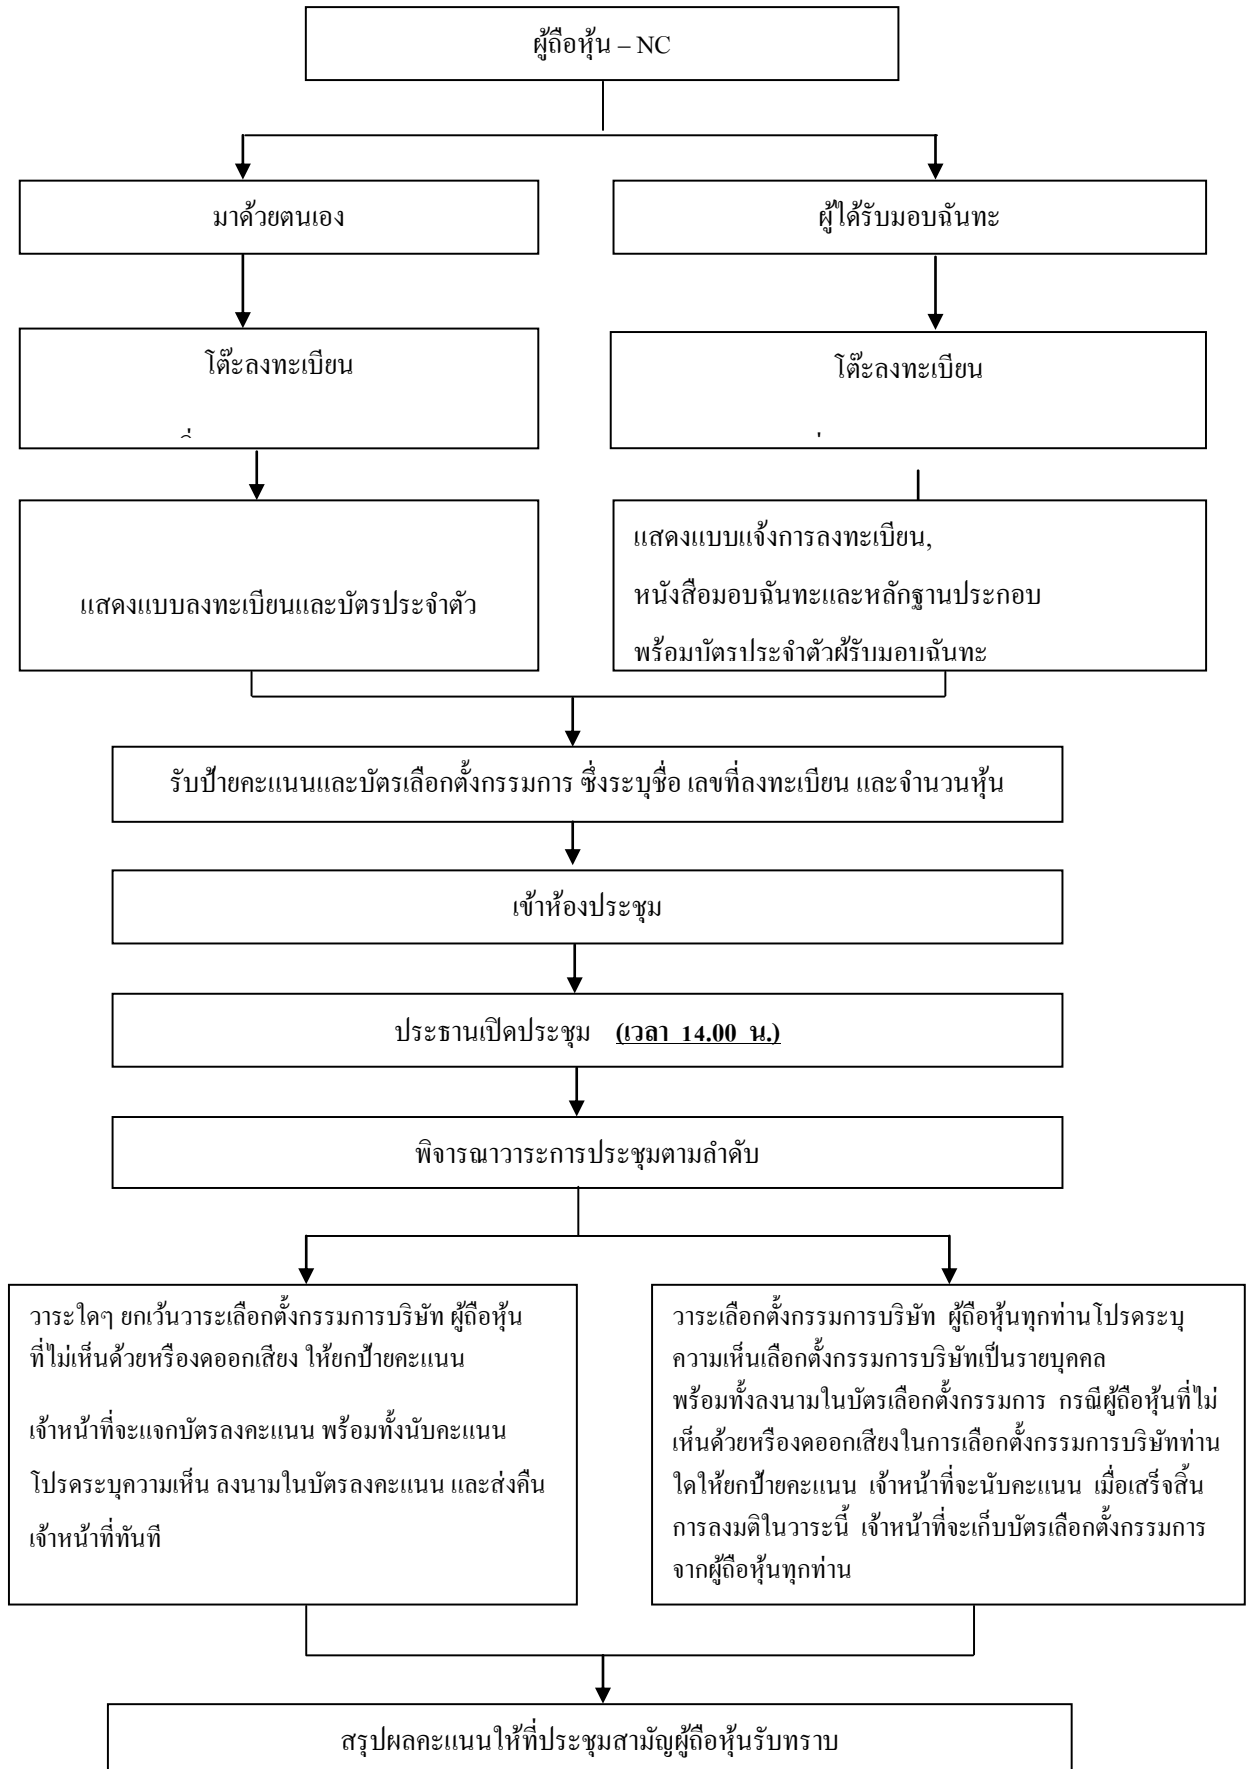 ผู้ถือหุ้น – NC
มาด้วยตนเอง
ผู้ได้รับมอบฉันทะ
โต๊ะลงทะเบียน
โต๊ะลงทะเบียน
แสดงแบบลงทะเบียนและบัตรประจำตัว
แสดงแบบแจ้งการลงทะเบียน,
หนังสือมอบฉันทะและหลักฐานประกอบ
พร้อมบัตรประจำตัวผู้รับมอบฉันทะ
รับป้ายคะแนนและบัตรเลือกตั้งกรรมการ ซึ่งระบุชื่อ เลขที่ลงทะเบียน และจำนวนหุ้น
เข้าห้องประชุม
ประธานเปิดประชุม (เวลา 14.00 น.)
พิจารณาวาระการประชุมตามลำดับ
วาระใดๆ ยกเว้นวาระเลือกตั้งกรรมการบริษัท ผู้ถือหุ้น
ที่ไม่เห็นด้วยหรืองดออกเสียง ให้ยกป้ายคะแนน
เจ้าหน้าที่จะแจกบัตรลงคะแนน พร้อมทั้งนับคะแนน
โปรดระบุความเห็น ลงนามในบัตรลงคะแนน และส่งคืน
เจ้าหน้าที่ทันที
วาระเลือกตั้งกรรมการบริษัท ผู้ถือหุ้นทุกท่านโปรดระบุ
ความเห็นเลือกตั้งกรรมการบริษัทเป็นรายบุคคล
พร้อมทั้งลงนามในบัตรเลือกตั้งกรรมการ กรณีผู้ถือหุ้นที่ไม่
เห็นด้วยหรืองดออกเสียงในการเลือกตั้งกรรมการบริษัทท่าน
ใดให้ยกป้ายคะแนน เจ้าหน้าที่จะนับคะแนน เมื่อเสร็จสิ้น
การลงมติในวาระนี้ เจ้าหน้าที่จะเก็บบัตรเลือกตั้งกรรมการ
จากผู้ถือหุ้นทุกท่าน
สรุปผลคะแนนให้ที่ประชุมสามัญผู้ถือหุ้นรับทราบ